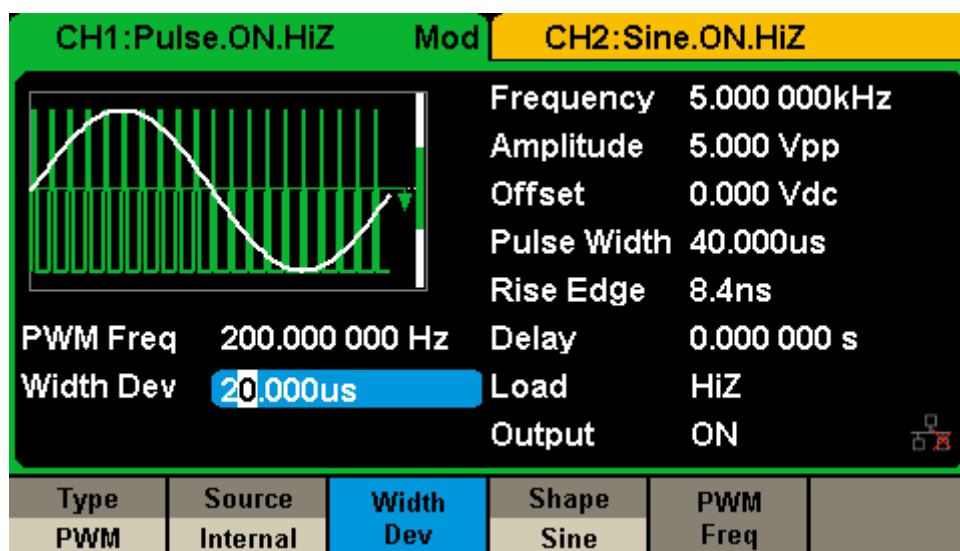 CH1:Pulse.ON.HiZ Mod CH2:Sine.ON.HiZ
Frequency 5.000 000kHz
Amplitude 5.000 Vpp
Offset 0.000 Vdc
Pulse Width 40.000us
Rise Edge 8.4ns
PWM Freq 200.000 000 Hz Delay 0.000 000 s
Width Dev 20.000us Load HiZ
Output ON
Type Source Width Dev Shape PWM Freq
PWM Internal Sine